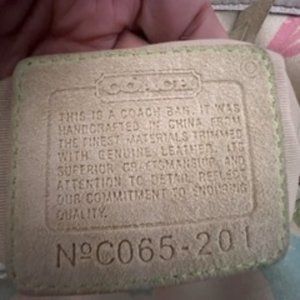 COACH
THIS IS A COACH BAG. IT WAS
HANDCRAFTED IN CHINA FROM
THE FINEST MATERIALS TRIMMED
WITH GENUINE LEATHER. ITS
SUPERIOR CRAFTSMANSHIP AND
ATTENTION TO DETAIL REFLECT
OUR COMMITMENT TO ENDURING
QUALITY.
NºC065-201